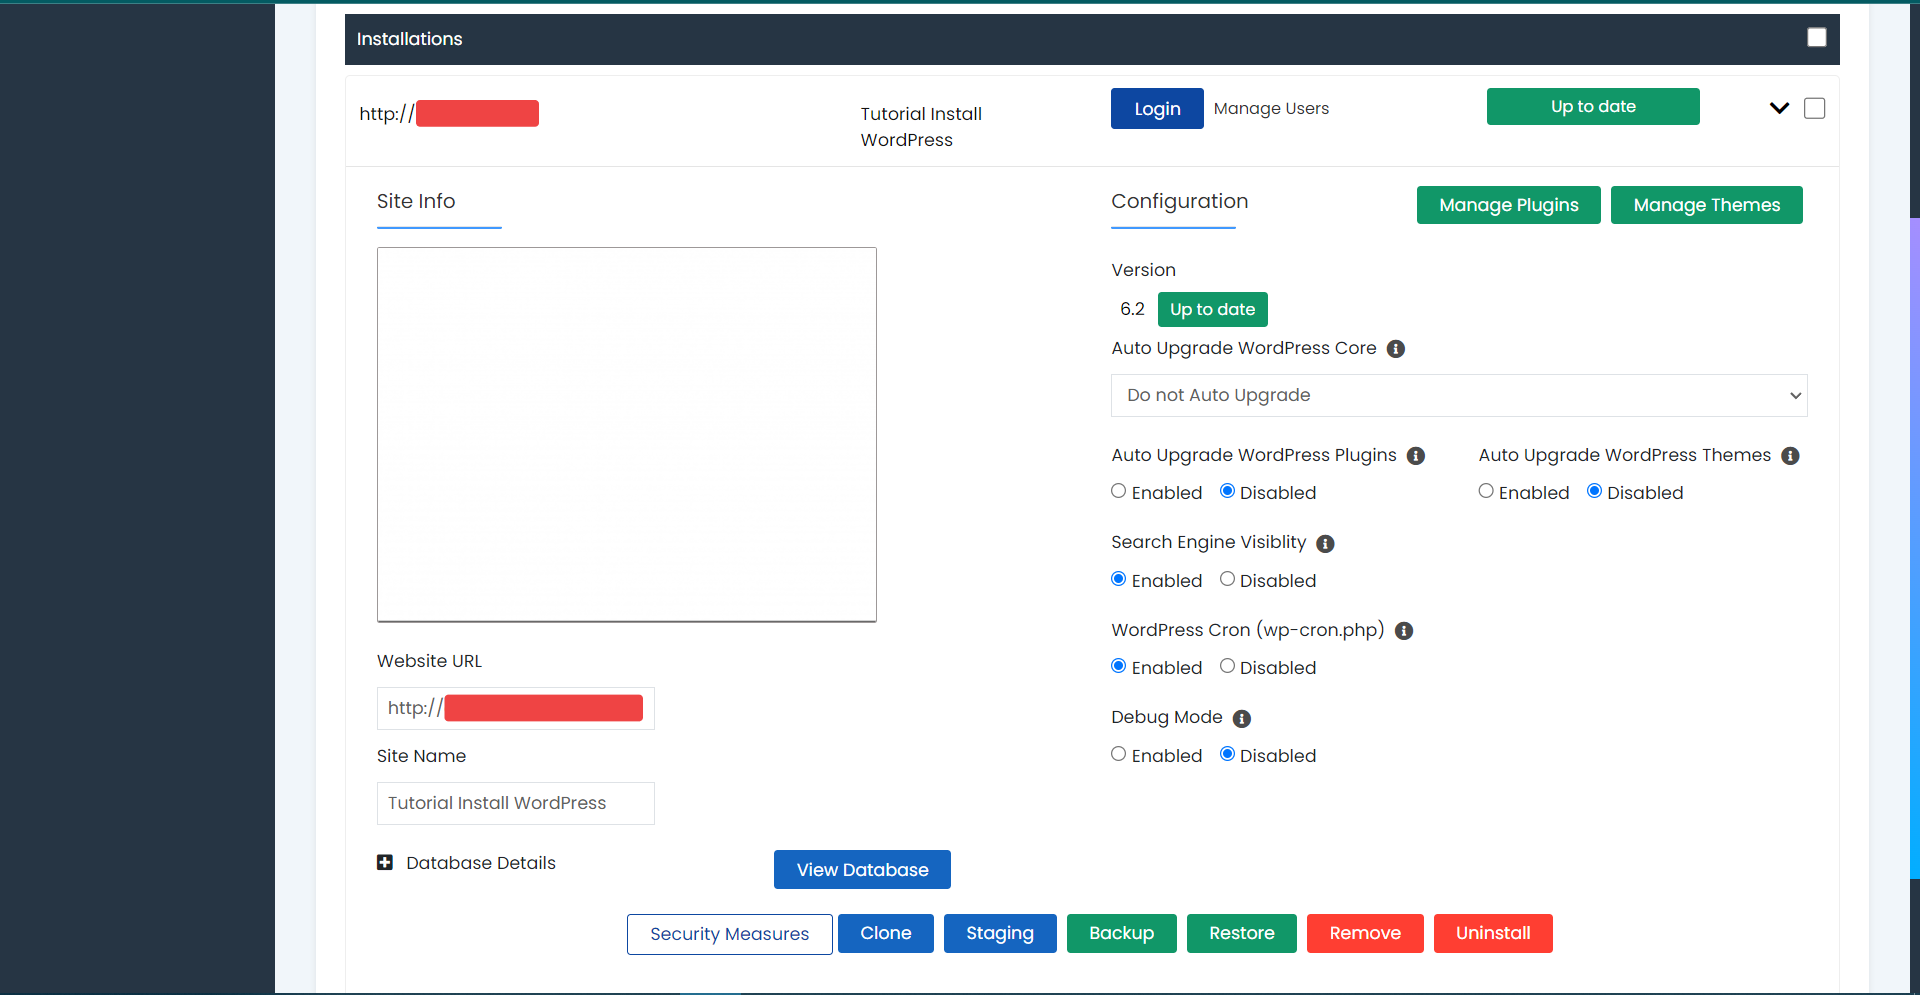 Installations
http://
Tutorial Install
WordPress
Login
Manage Users
Up to date
Site Info
Configuration
Manage Plugins
Manage Themes
Version
6.2
Up to date
Auto Upgrade WordPress Core
Do not Auto Upgrade
Auto Upgrade WordPress Plugins
Enabled
Disabled
Auto Upgrade WordPress Themes
Enabled
Disabled
Search Engine Visiblity
Enabled
Disabled
WordPress Cron (wp-cron.php)
Enabled
Disabled
Debug Mode
Enabled
Disabled
Website URL
http://
Site Name
Tutorial Install WordPress
Database Details
View Database
Security Measures
Clone
Staging
Backup
Restore
Remove
Uninstall